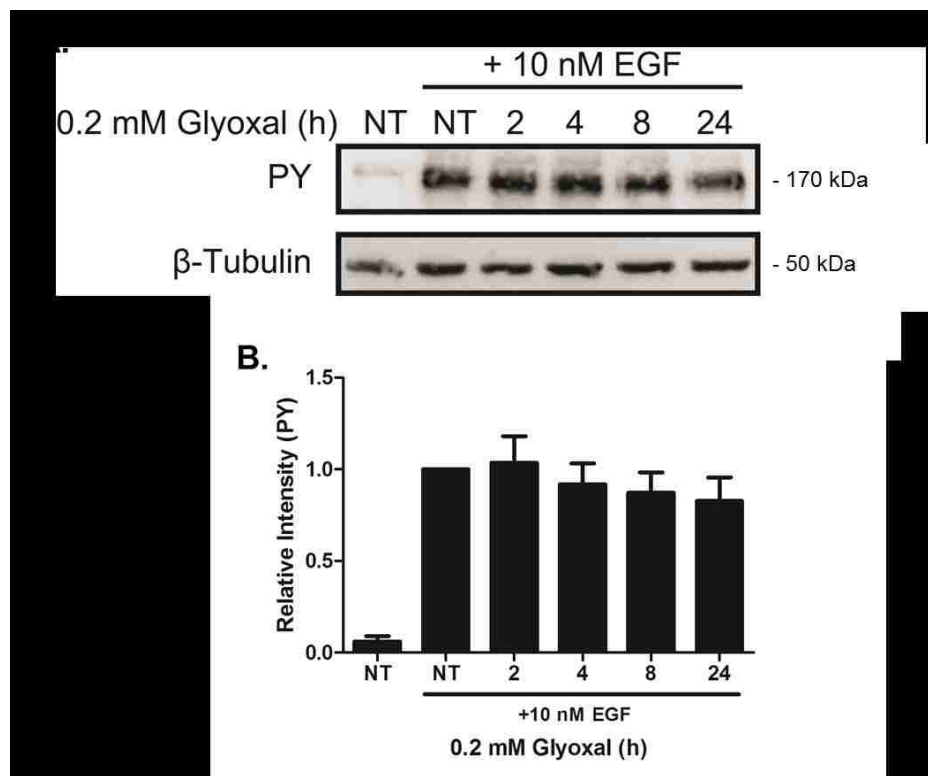 + 10 nM EGF
0.2 mM Glyoxal (h) NT NT 2 4 8 24
PY - 170 kDa
β-Tubulin - 50 kDa
B.
1.5
1.0
0.5
0.0
Relative Intensity (PY)
NT NT 2 4 8 24
+10 nM EGF
0.2 mM Glyoxal (h)